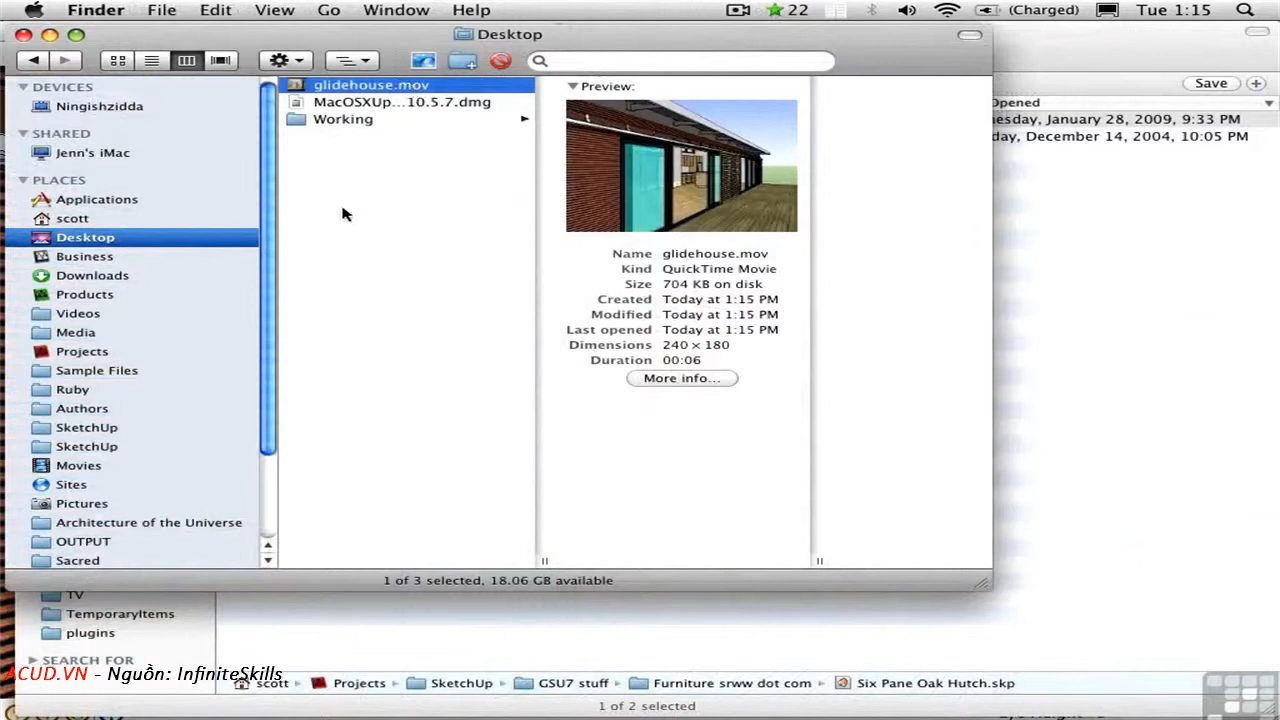 Finder File Edit View Go Window Help 22 (Charged) Tue 1:15
Desktop
DEVICES
Ningishzidda
SHARED
Jenn's iMac
PLACES
Applications
scott
Desktop
Business
Downloads
Products
Videos
Media
Projects
Sample Files
Ruby
Authors
SketchUp
SketchUp
Movies
Sites
Pictures
Architecture of the Universe
OUTPUT
Sacred
glidehouse.mov
MacOSXUp...10.5.7.dmg
Working
Preview:
Name glidehouse.mov
Kind QuickTime Movie
Size 704 KB on disk
Created Today at 1:15 PM
Modified Today at 1:15 PM
Last opened Today at 1:15 PM
Dimensions 240 × 180
Duration 00:06
More info...
1 of 3 selected, 18.06 GB available
Save
Opened
nesday, January 28, 2009, 9:33 PM
day, December 14, 2004, 10:05 PM
TV
TemporaryItems
plugins
SEARCH FOR
ACUD.VN - Nguồn: InfiniteSkills
scott Projects SketchUp GSU7 stuff Furniture srww dot com Six Pane Oak Hutch.skp
1 of 2 selected